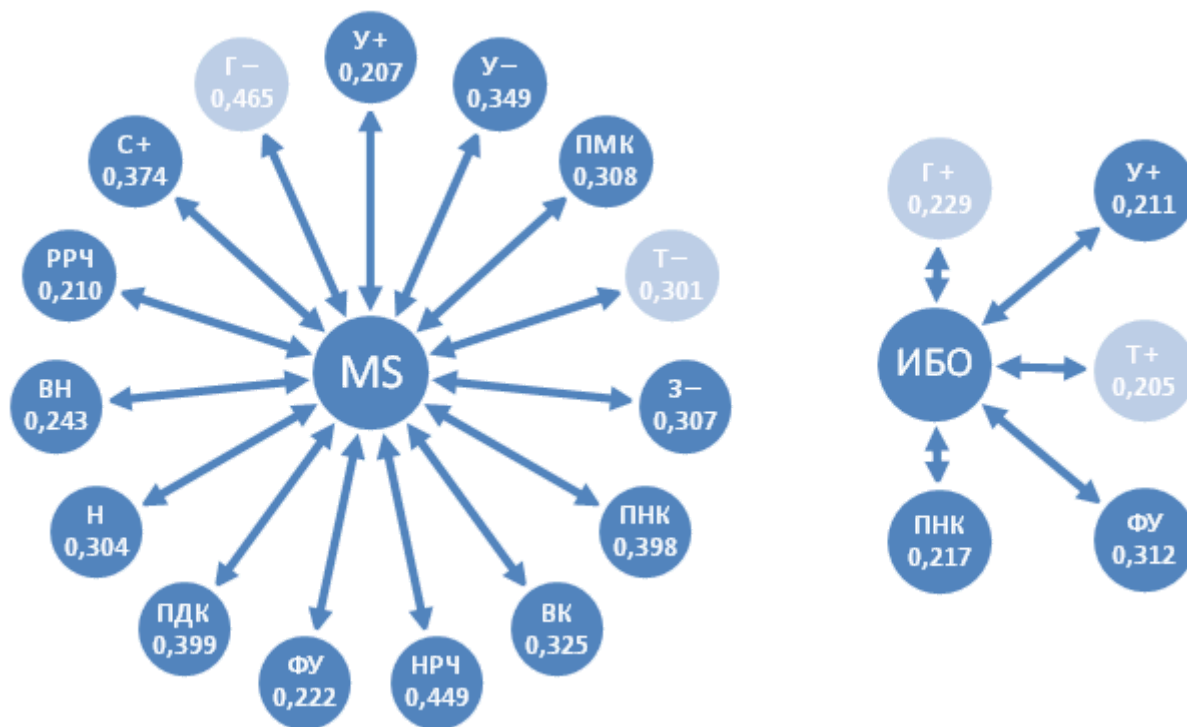 У+
0,207
У−
0,349
ПМК
0,308
Т−
0,301
З−
0,307
ПНК
0,398
ВК
0,325
НРЧ
0,449
ФУ
0,222
ПДК
0,399
Н
0,304
ВН
0,243
РРЧ
0,210
С+
0,374
Г−
0,465
MS
Г+
0,229
У+
0,211
Т+
0,205
ФУ
0,312
ПНК
0,217
ИБО